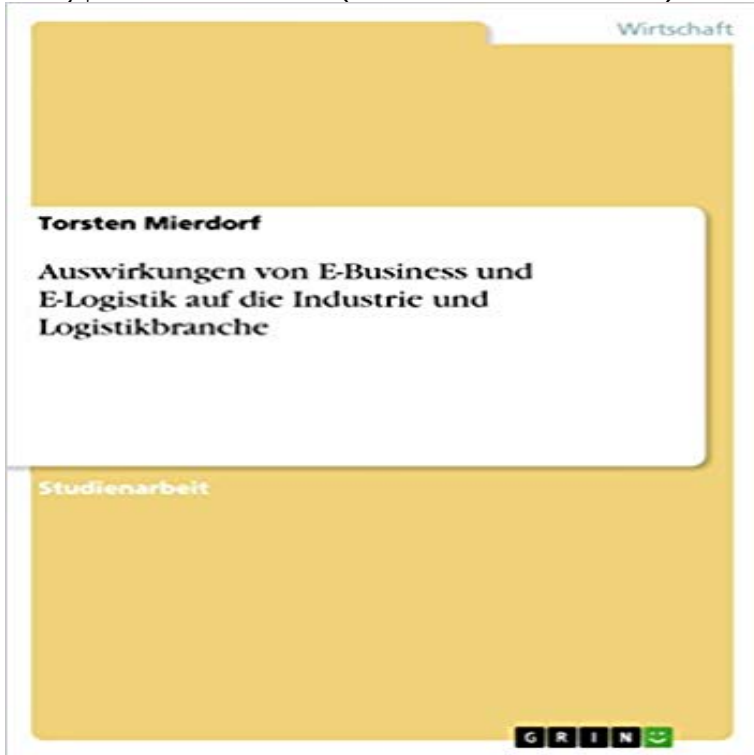 Wirtschaft
Torsten Mierdorf
Auswirkungen von E-Business und
E-Logistik auf die Industrie und
Logistikbranche
Studienarbeit
GRIN